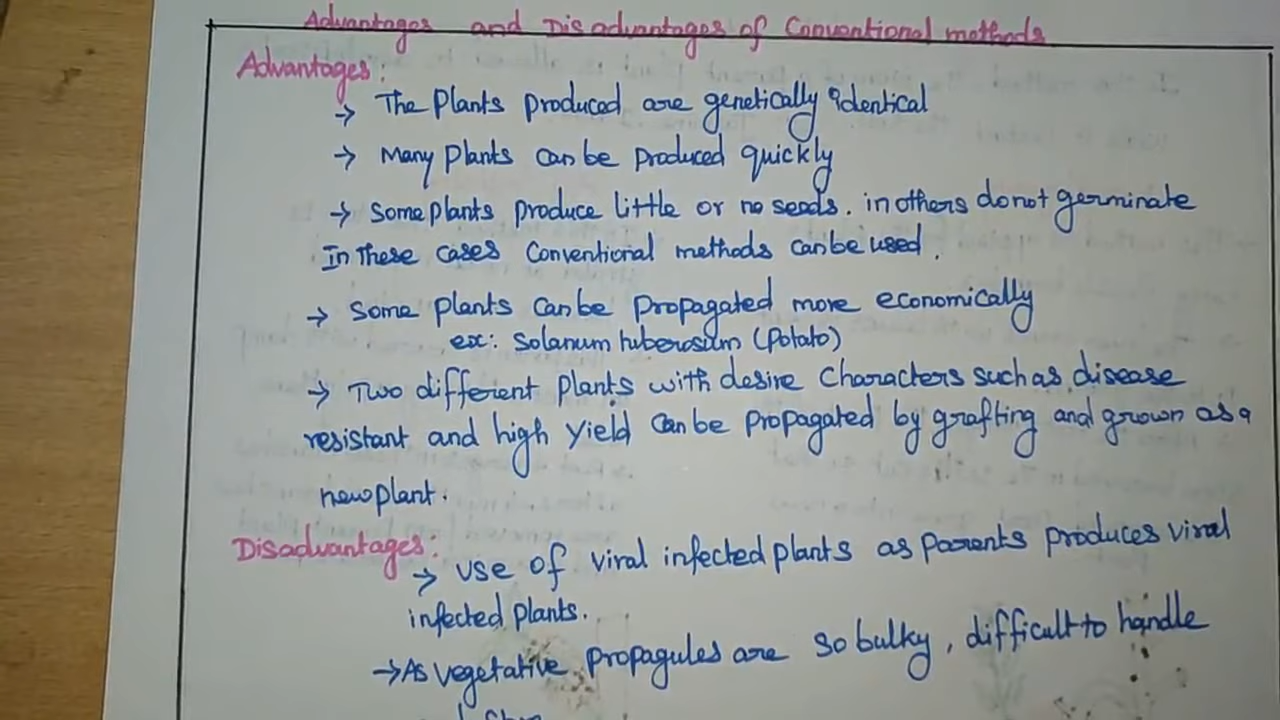 Advantages and Disadvantages of Conventional methods
Advantages:
→ The Plants Produced are genetically identical
→ Many Plants can be produced quickly
→ Some plants produce little or no seeds. in others do not germinate
In these cases Conventional methods can be used.
→ Some plants can be Propagated more economically
ex: Solanum tuberosum (Potato)
→ Two different plants with desire characters such as disease
resistant and high yield can be propagated by grafting and grown as a
new plant.
Disadvantages:
→ Use of viral infected plants as Parents produces viral
infected plants.
→ As vegetative propagules are so bulky, difficult to handle